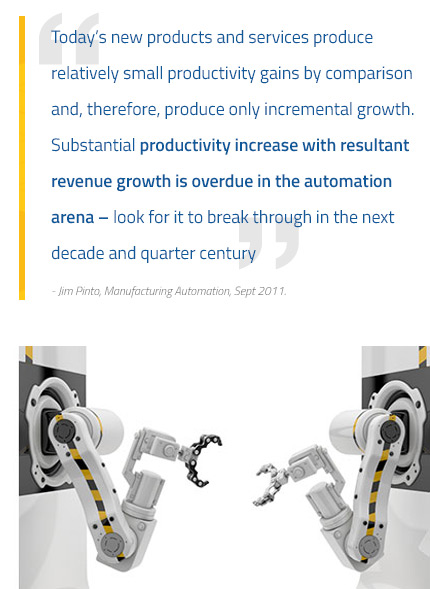 Today's new products and services produce
relatively small productivity gains by comparison
and, therefore, produce only incremental growth.
Substantial productivity increase with resultant
revenue growth is overdue in the automation
arena – look for it to break through in the next
decade and quarter century
- Jim Pinto, Manufacturing Automation, Sept 2011.